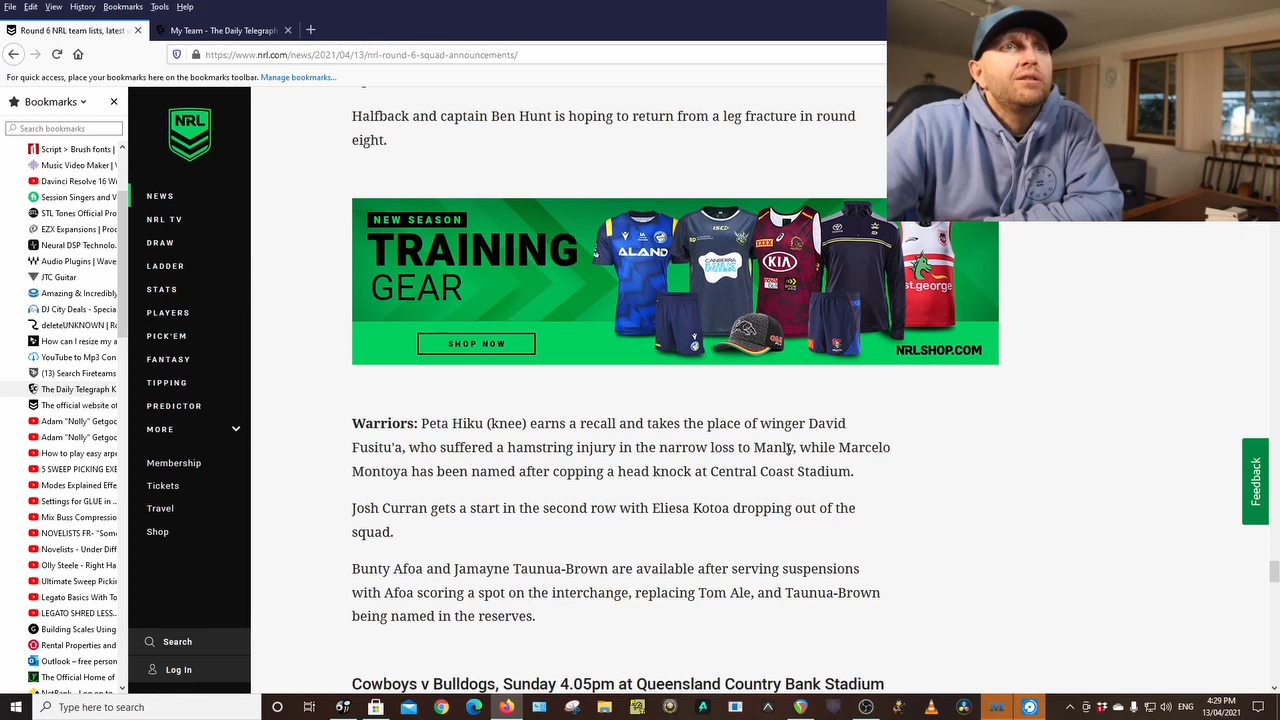 File Edit View History Bookmarks Tools Help
Round 6 NRL team lists, latest
My Team - The Daily Telegraph
https://www.nrl.com/news/2021/04/13/nrl-round-6-squad-announcements/
For quick access, place your bookmarks here on the bookmarks toolbar. Manage bookmarks...
Bookmarks
Search bookmarks
Script > Brush fonts |
Music Video Maker |
Davinci Resolve 16 W
Session Singers and V
STL Tones Official Pro
EZX Expansions | Proc
Neural DSP Technolo
Audio Plugins | Wave
JTC Guitar
Amazing & Incredibly
DJ City Deals - Specia
deleteUNKNOWN | R
How can I resize my a
YouTube to Mp3 Con
(13) Search Fireteams
The Daily Telegraph K
The official website of
Adam "Nolly" Getgoc
Adam "Nolly" Getgoc
How to play easy arpe
5 SWEEP PICKING EXE
Modes Explained Effe
Settings for GLUE in ..
Mix Buss Compressio
NOVELISTS FR- "Som
Novelists - Under Diff
Olly Steele - Right Ha
Ultimate Sweep Pickin
Legato Basics With To
LEGATO SHRED LESS
Building Scales Using
Rental Properties and
Outlook – free person
The Official Home of
NetBank - Log on to
NRL
NEWS
NRL TV
DRAW
LADDER
STATS
PLAYERS
PICK'EM
FANTASY
TIPPING
PREDICTOR
MORE
Membership
Tickets
Travel
Shop
Search
Log In
Halfback and captain Ben Hunt is hoping to return from a leg fracture in round
eight.
NEW SEASON
TRAINING
GEAR
SHOP NOW
ALAND
ISED
CANBERRA
KIA
st.george
NRLSHOP.COM
Warriors: Peta Hiku (knee) earns a recall and takes the place of winger David
Fusitu'a, who suffered a hamstring injury in the narrow loss to Manly, while Marcelo
Montoya has been named after copping a head knock at Central Coast Stadium.
Josh Curran gets a start in the second row with Eliesa Kotoa dropping out of the
squad.
Bunty Afoa and Jamayne Taunua-Brown are available after serving suspensions
with Afoa scoring a spot on the interchange, replacing Tom Ale, and Taunua-Brown
being named in the reserves.
Cowboys v Bulldogs, Sunday 4.05pm at Queensland Country Bank Stadium
Feedback
Type here to search
ENG
4:29 PM
13/04/2021